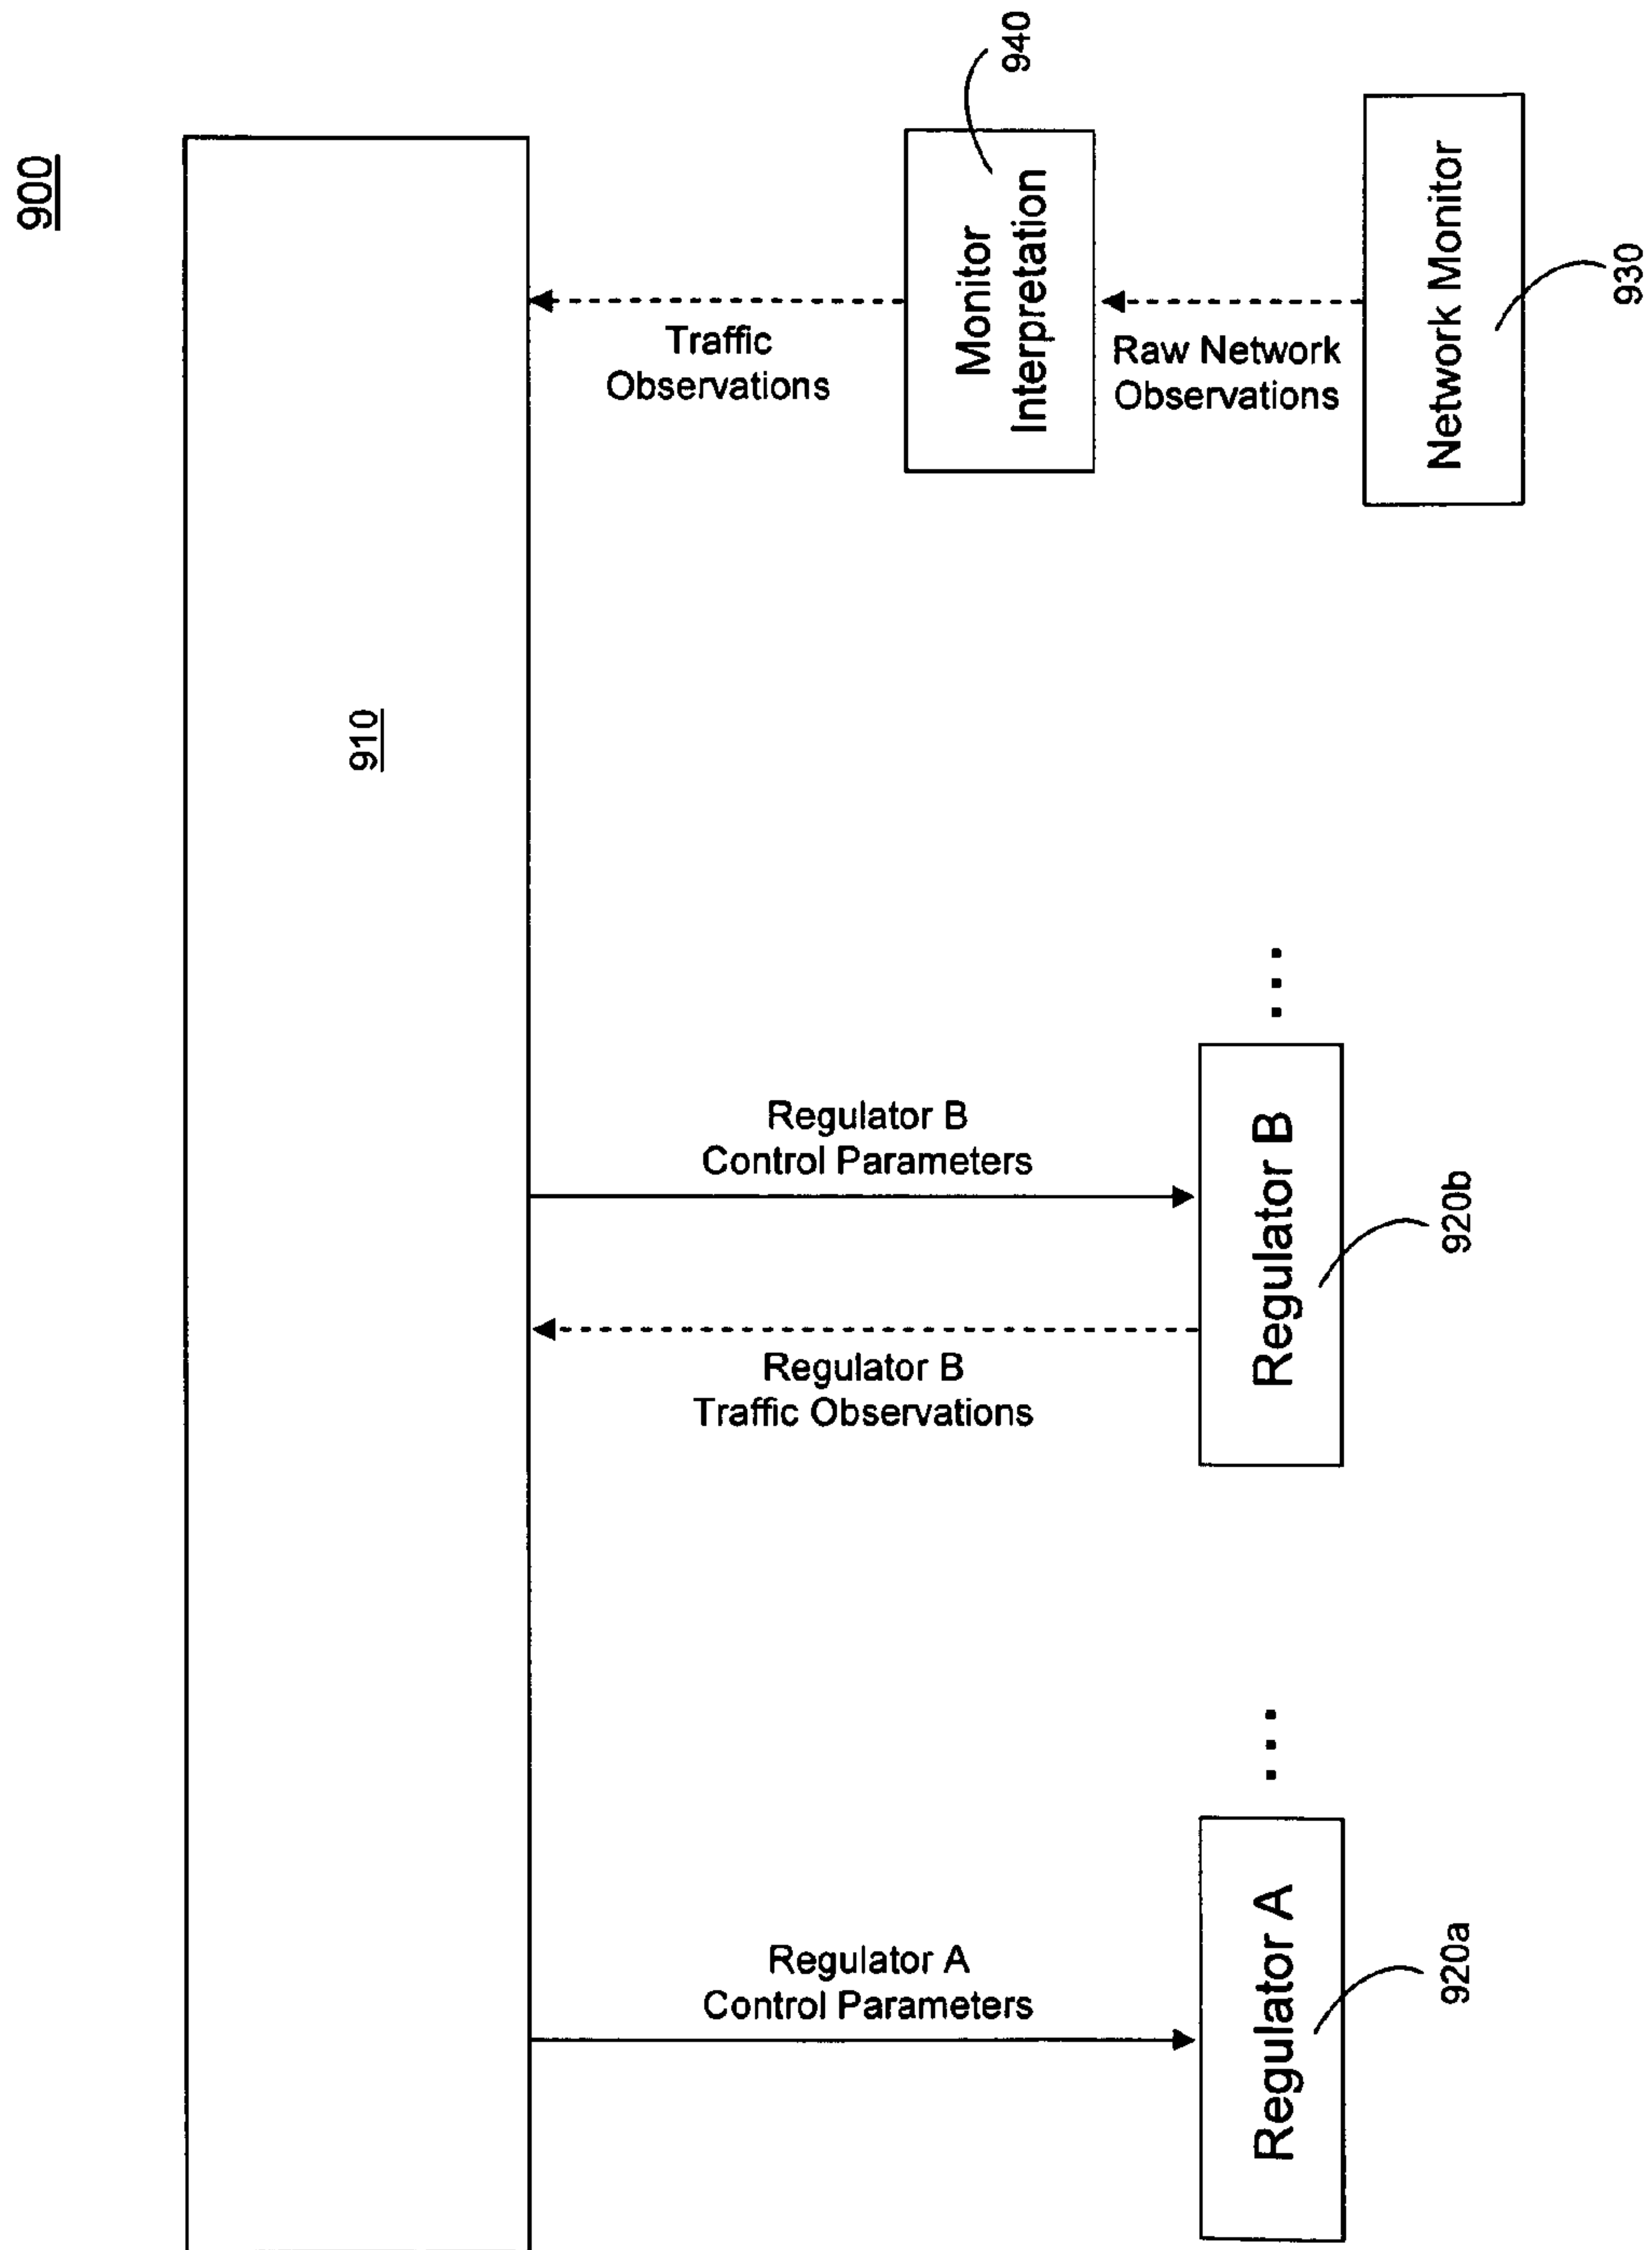 900
910
Regulator A
Control Parameters
Regulator B
Traffic Observations
Regulator B
Control Parameters
Traffic
Observations
Monitor
Interpretation
940
Raw Network
Observations
Regulator A
920a
...
Regulator B
920b
...
Network Monitor
930